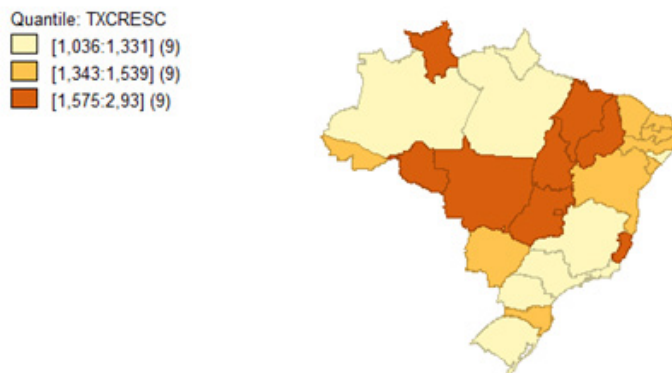 Quantile: TXCRESC
[1,036:1,331] (9)
[1,343:1,539] (9)
[1,575:2,93] (9)